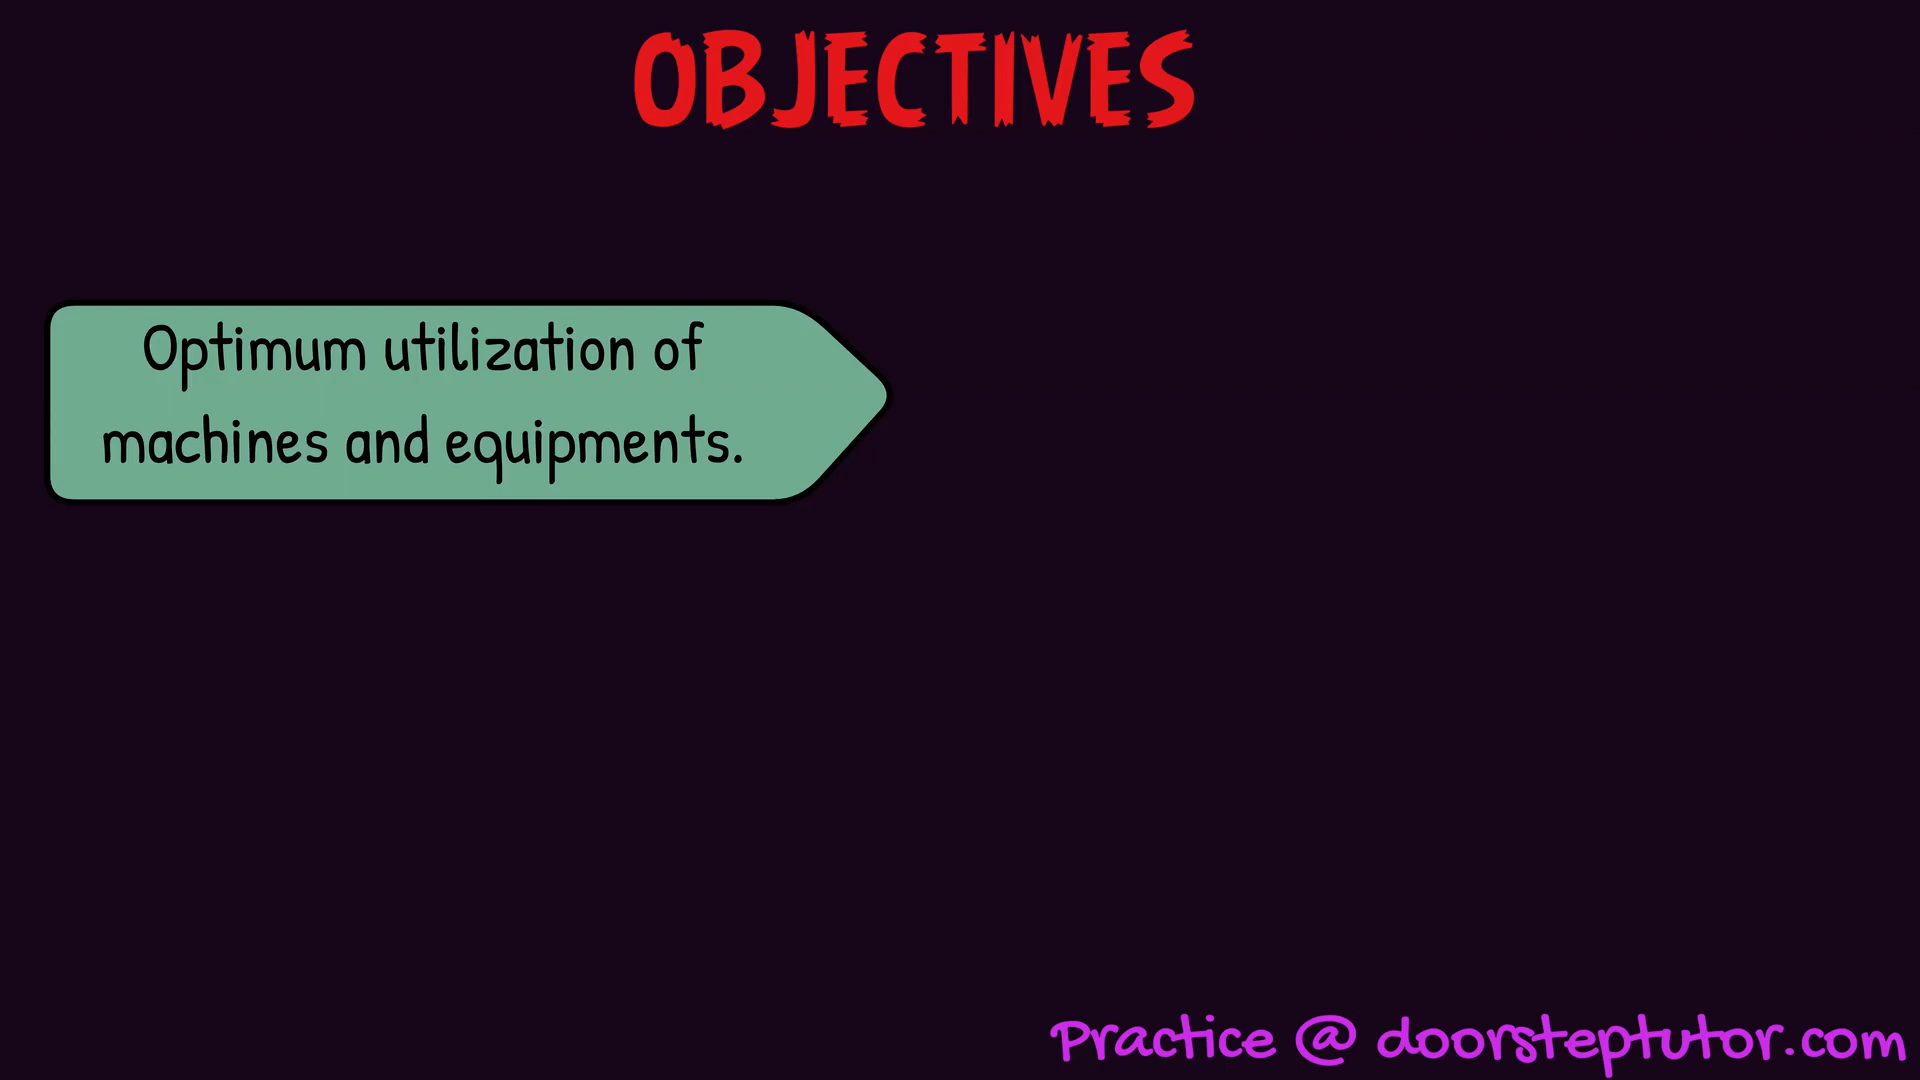 OBJECTIVES
Optimum utilization of
machines and equipments.
Practice @ doorsteptutor.com